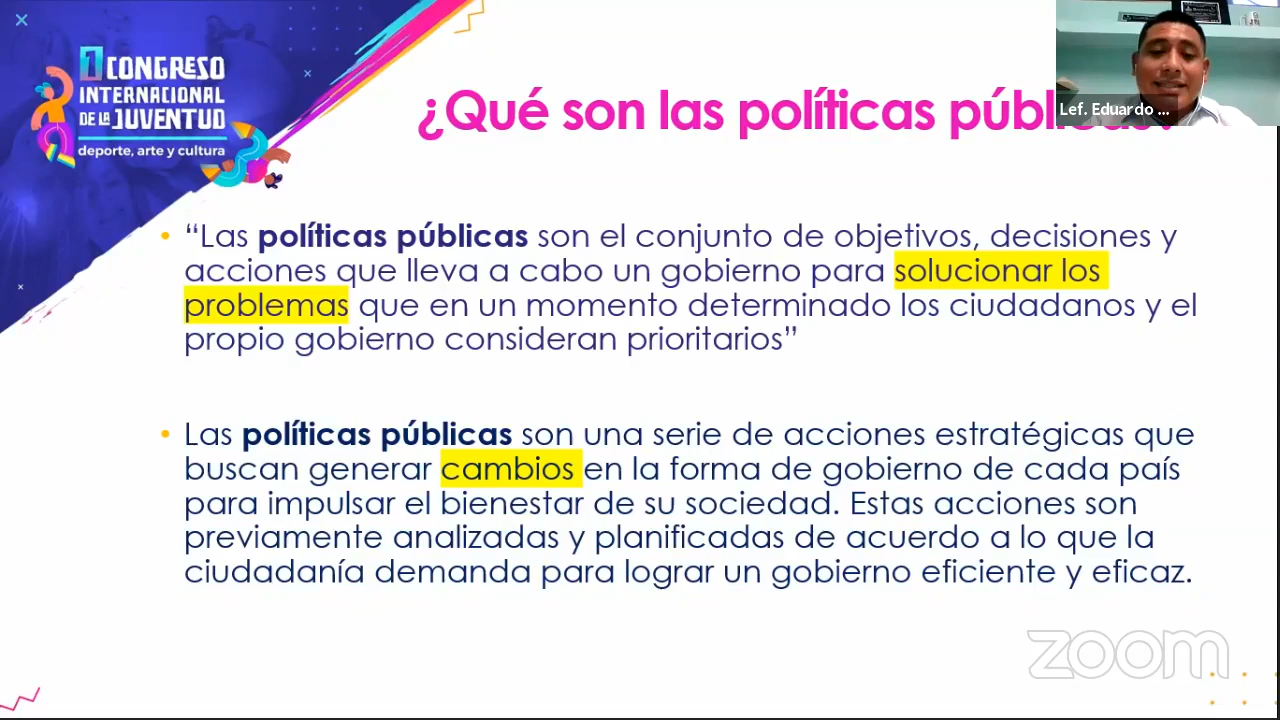 1 CONGRESO
INTERNACIONAL
DE LA JUVENTUD
deporte, arte y cultura
¿Qué son las políticas
Lef. Eduardo ...
• “Las políticas públicas son el conjunto de objetivos, decisiones y
acciones que lleva a cabo un gobierno para solucionar los
problemas que en un momento determinado los ciudadanos y el
propio gobierno consideran prioritarios”
• Las políticas públicas son una serie de acciones estratégicas que
buscan generar cambios en la forma de gobierno de cada país
para impulsar el bienestar de su sociedad. Estas acciones son
previamente analizadas y planificadas de acuerdo a lo que la
ciudadanía demanda para lograr un gobierno eficiente y eficaz.
zoom